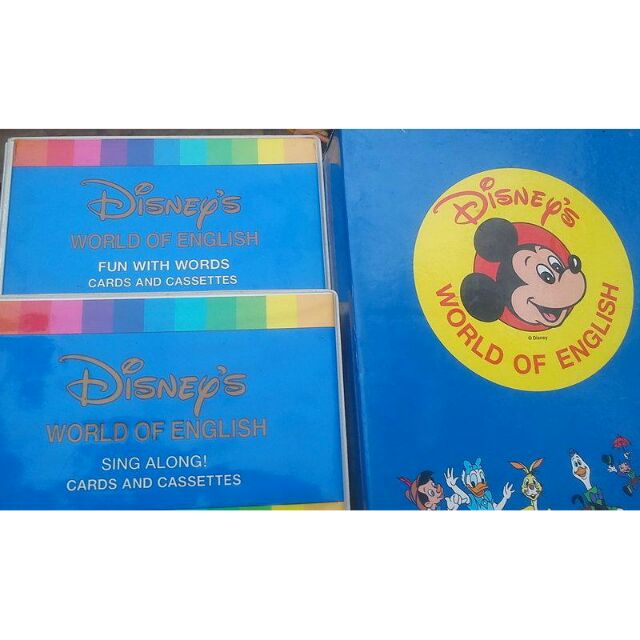 DISNEY'S
WORLD OF ENGLISH
FUN WITH WORDS
CARDS AND CASSETTES
DISNEY'S
WORLD OF ENGLISH
SING ALONG!
CARDS AND CASSETTES
DISNEY'S
© Disney
WORLD OF ENGLISH